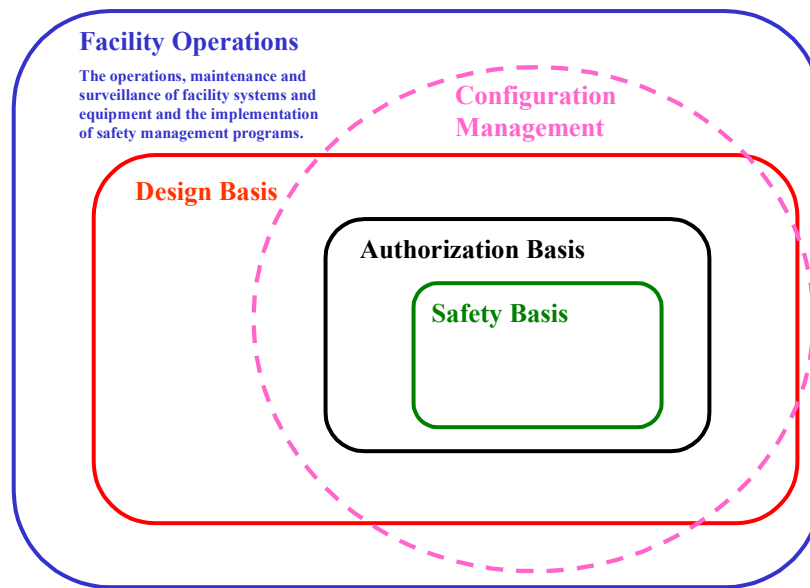 Facility Operations
The operations, maintenance and
surveillance of facility systems and
equipment and the implementation
of safety management programs.
Configuration
Management
Design Basis
Authorization Basis
Safety Basis